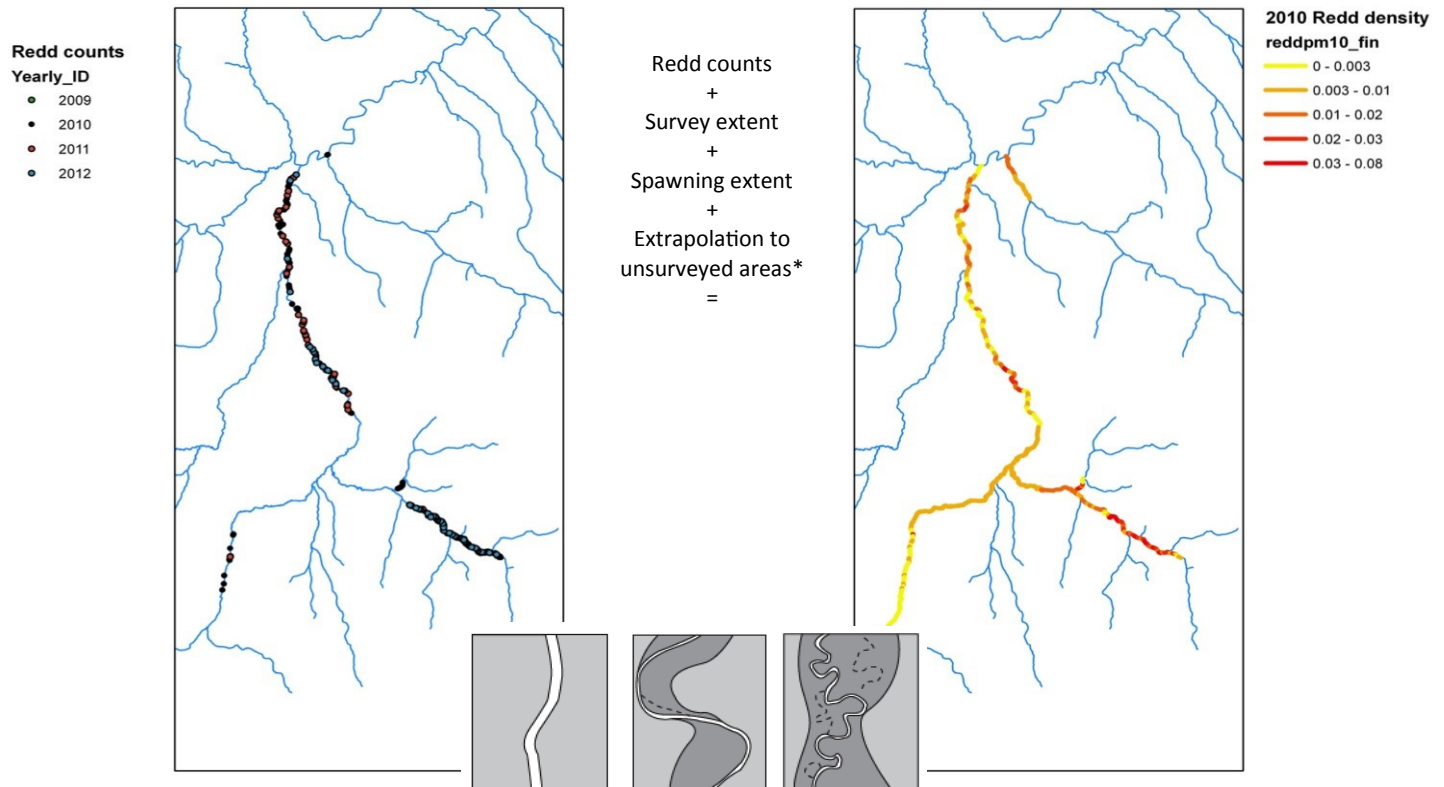 Redd counts
Yearly_ID
2009
2010
2011
2012
Redd counts
+
Survey extent
+
Spawning extent
+
Extrapolation to
unsurveyed areas*
=
2010 Redd density
reddpm10_fin
0 - 0.003
0.003 - 0.01
0.01 - 0.02
0.02 - 0.03
0.03 - 0.08